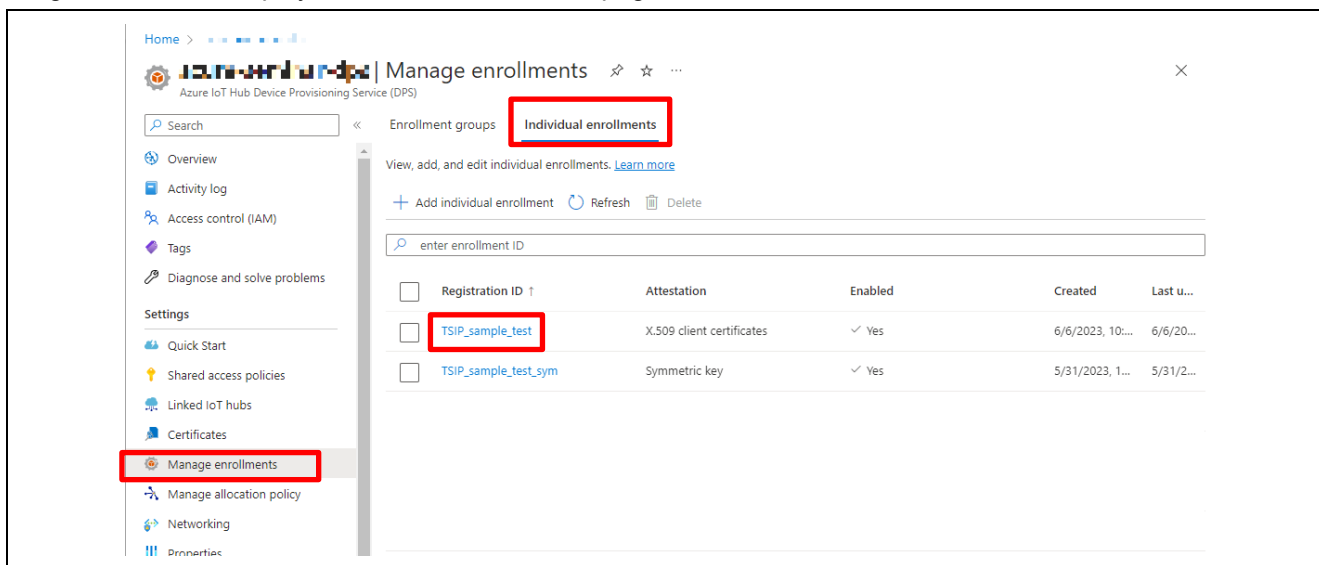 Home >
| Manage enrollments ...
Azure IoT Hub Device Provisioning Service (DPS)
Search «
Enrollment groups Individual enrollments
Overview
View, add, and edit individual enrollments. Learn more
Activity log
Add individual enrollment Refresh Delete
Access control (IAM)
Tags
enter enrollment ID
Diagnose and solve problems
Registration ID ↑ Attestation Enabled Created Last u...
Settings
TSIP_sample_test X.509 client certificates Yes 6/6/2023, 10:... 6/6/20...
Quick Start
Shared access policies
TSIP_sample_test_sym Symmetric key Yes 5/31/2023, 1... 5/31/2...
Linked IoT hubs
Certificates
Manage enrollments
Manage allocation policy
Networking
Properties